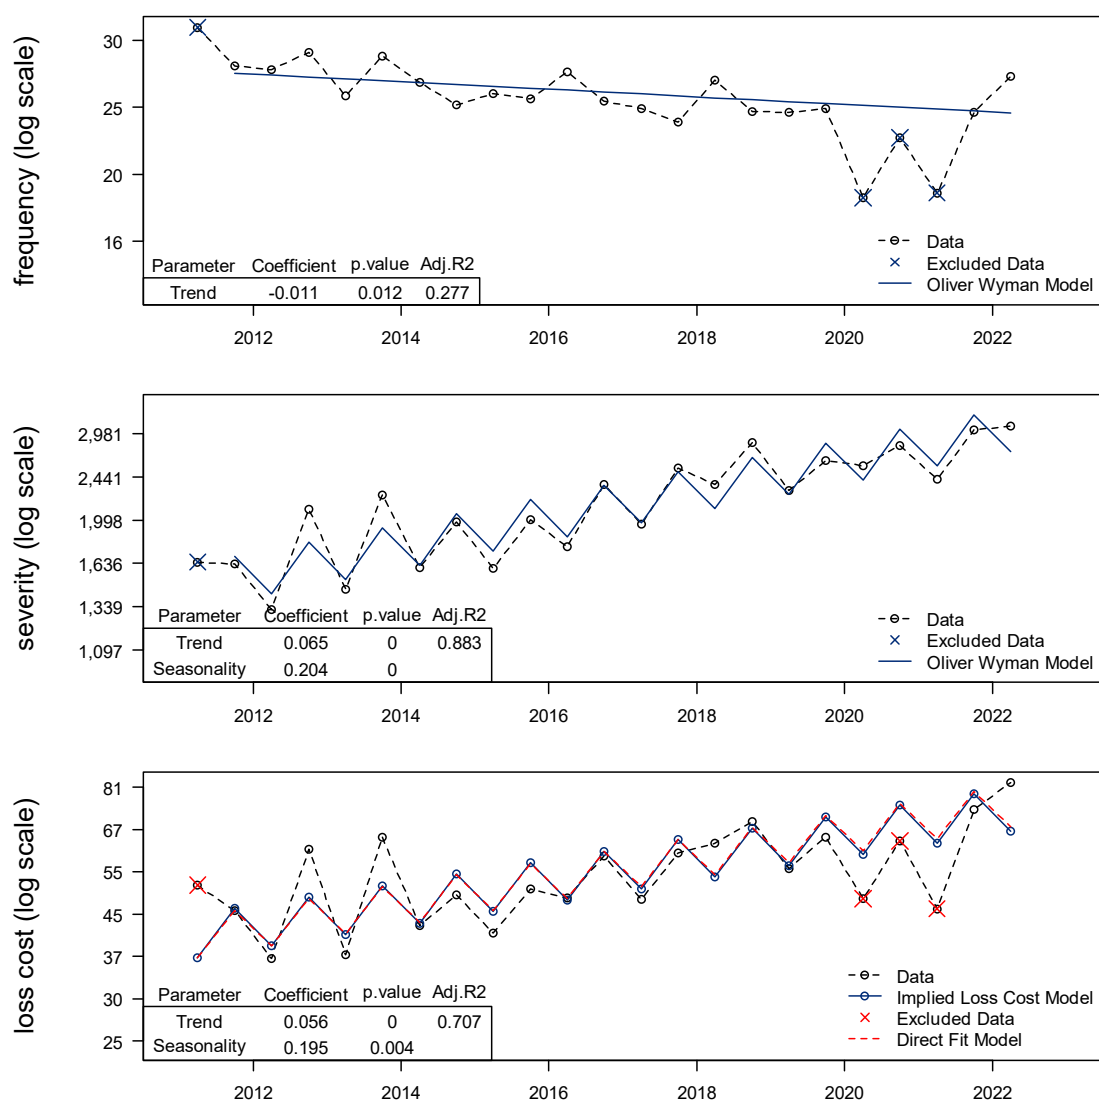 frequency (log scale)
30
25
20
16
Parameter Coefficient p.value Adj.R2
Trend -0.011 0.012 0.277
Data
Excluded Data
Oliver Wyman Model
2012 2014 2016 2018 2020 2022
severity (log scale)
2,981
2,441
1,998
1,636
1,339
1,097
Parameter Coefficient p.value Adj.R2
Trend 0.065 0 0.883
Seasonality 0.204 0
Data
Excluded Data
Oliver Wyman Model
2012 2014 2016 2018 2020 2022
loss cost (log scale)
81
67
55
45
37
30
25
Parameter Coefficient p.value Adj.R2
Trend 0.056 0 0.707
Seasonality 0.195 0.004
Data
Implied Loss Cost Model
Excluded Data
Direct Fit Model
2012 2014 2016 2018 2020 2022